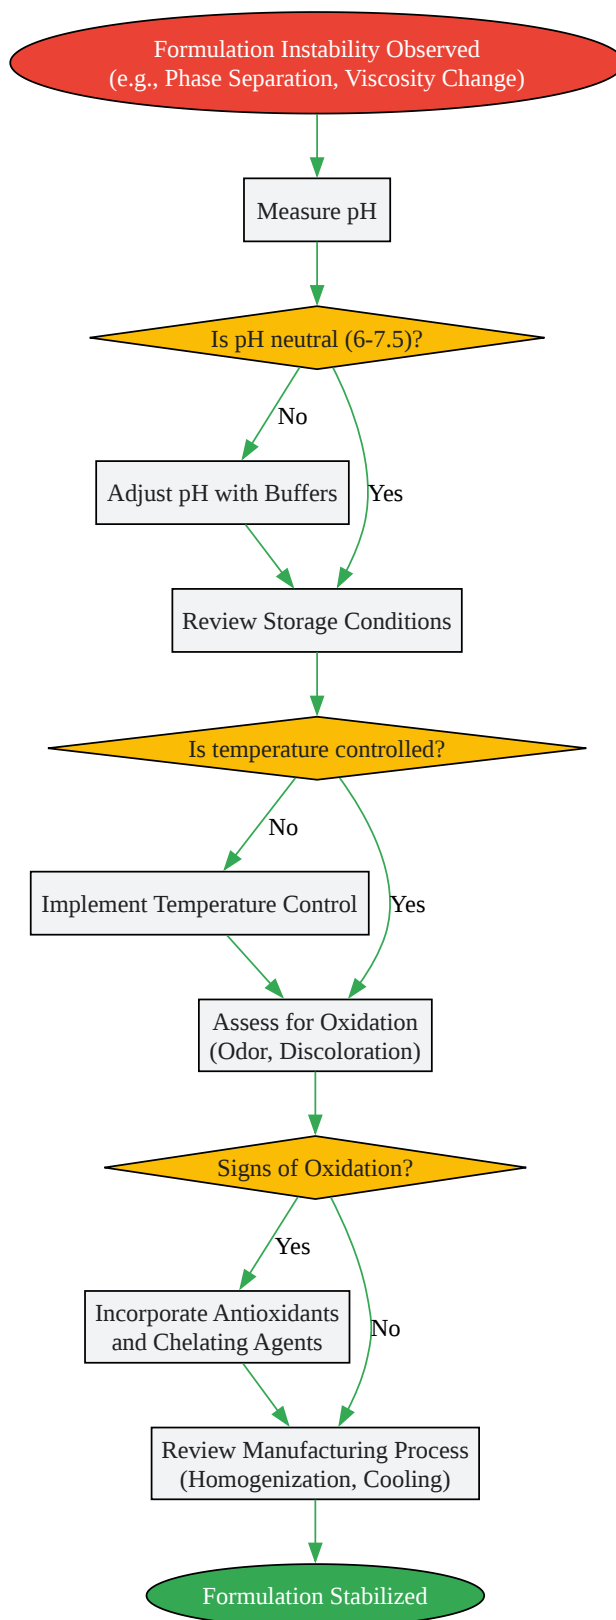 Formulation Instability Observed
(e.g., Phase Separation, Viscosity Change)
Measure pH
Is pH neutral (6-7.5)?
No
Adjust pH with Buffers
Yes
Review Storage Conditions
Is temperature controlled?
No
Implement Temperature Control
Yes
Assess for Oxidation
(Odor, Discoloration)
Signs of Oxidation?
Yes
Incorporate Antioxidants
and Chelating Agents
No
Review Manufacturing Process
(Homogenization, Cooling)
Formulation Stabilized